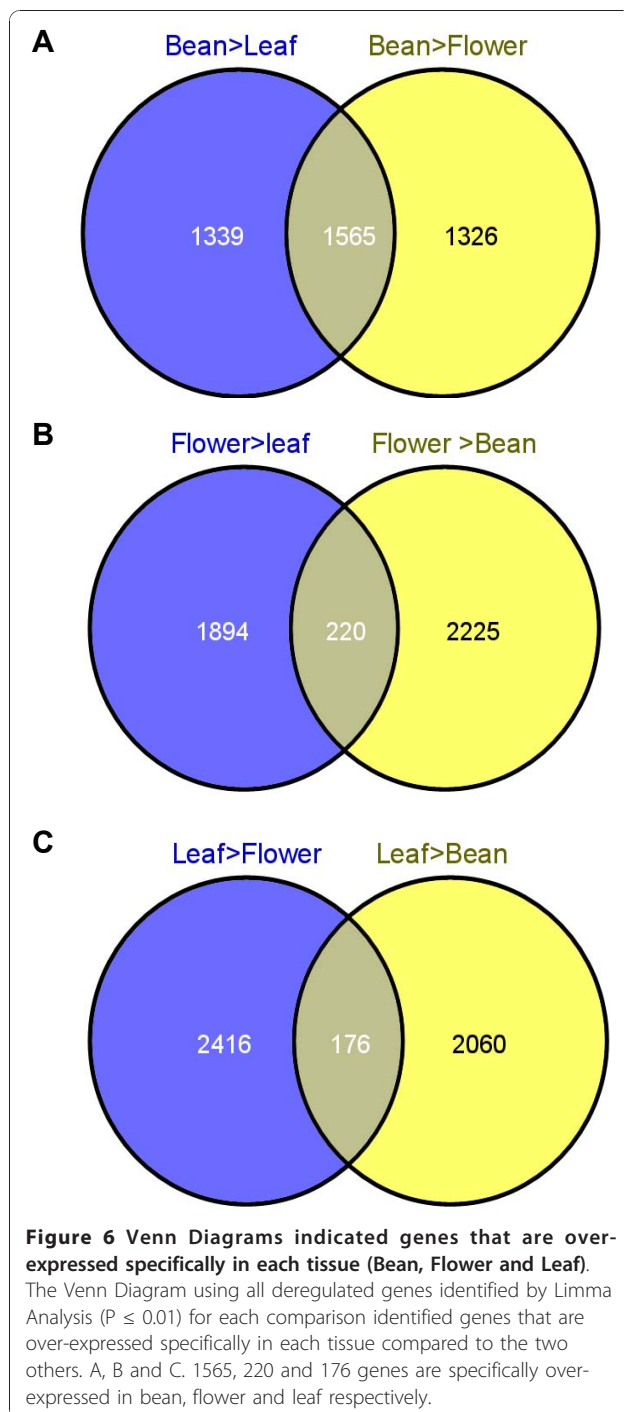 A
Bean>Leaf Bean>Flower
1339 1565 1326
B
Flower>leaf Flower >Bean
1894 220 2225
C
Leaf>Flower Leaf>Bean
2416 176 2060
Figure 6 Venn Diagrams indicated genes that are over-
expressed specifically in each tissue (Bean, Flower and Leaf).
The Venn Diagram using all deregulated genes identified by Limma
Analysis (P ≤ 0.01) for each comparison identified genes that are
over-expressed specifically in each tissue compared to the two
others. A, B and C. 1565, 220 and 176 genes are specifically over-
expressed in bean, flower and leaf respectively.